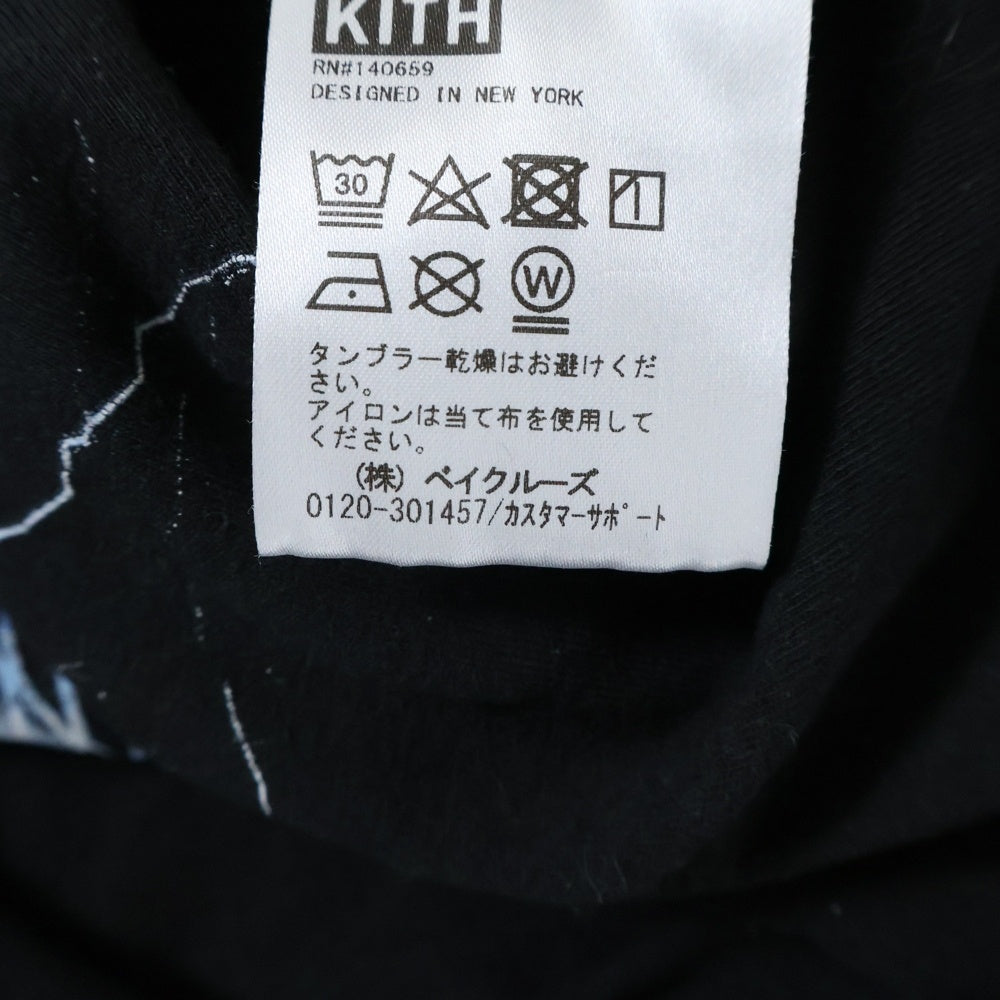 KITH
RN#140659
DESIGNED IN NEW YORK
30
W
タンブラー乾燥はお避けくだ
さい。
アイロンは当て布を使用して
ください。
(株) ベイクルーズ
0120-301457/カスタマーサポート